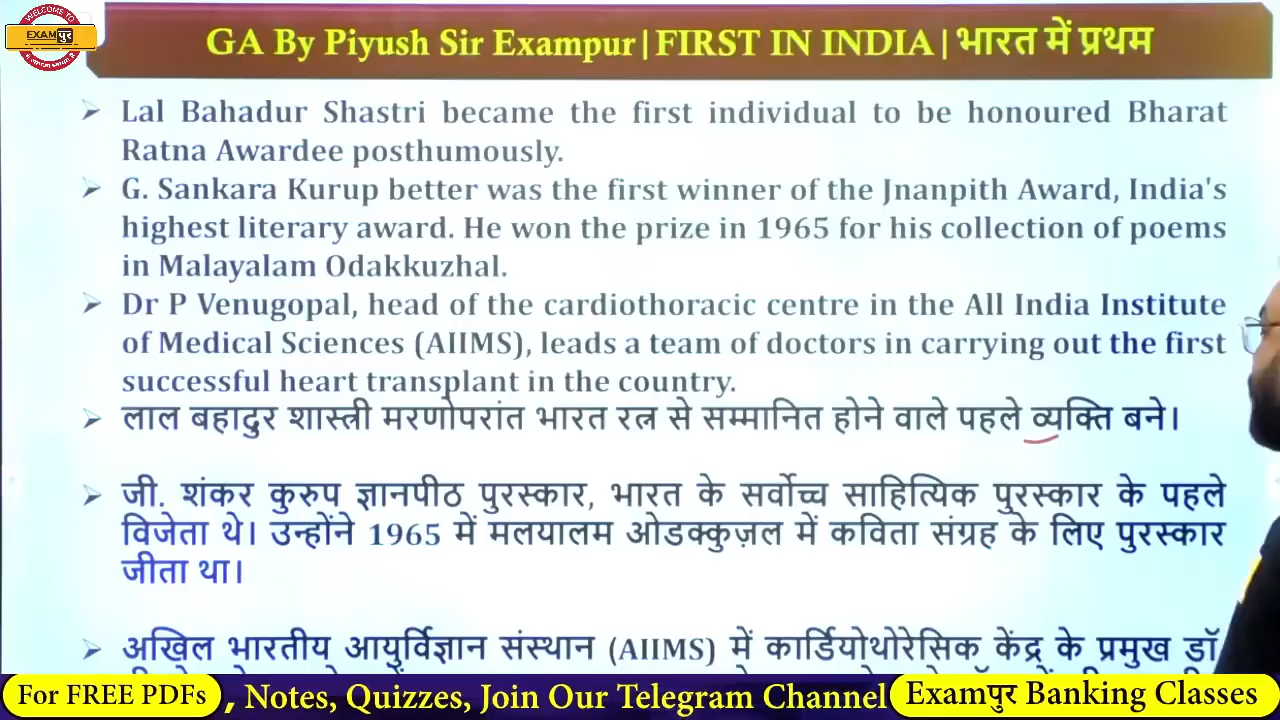 WELCOME TO
EXAMपुर
GA By Piyush Sir Exampur|FIRST IN INDIA|भारत में प्रथम
➢ Lal Bahadur Shastri became the first individual to be honoured Bharat
Ratna Awardee posthumously.
➢ G. Sankara Kurup better was the first winner of the Jnanpith Award, India's
highest literary award. He won the prize in 1965 for his collection of poems
in Malayalam Odakkuzhal.
➢ Dr P Venugopal, head of the cardiothoracic centre in the All India Institute
of Medical Sciences (AIIMS), leads a team of doctors in carrying out the first
successful heart transplant in the country.
➢ लाल बहादुर शास्त्री मरणोपरांत भारत रत्न से सम्मानित होने वाले पहले व्यक्ति बने।
➢ जी. शंकर कुरुप ज्ञानपीठ पुरस्कार, भारत के सर्वोच्च साहित्यिक पुरस्कार के पहले
विजेता थे। उन्होंने 1965 में मलयालम ओडक्कुज़ल में कविता संग्रह के लिए पुरस्कार
जीता था।
➢ अखिल भारतीय आयुर्विज्ञान संस्थान (AIIMS) में कार्डियोथोरेसिक केंद्र के प्रमुख डॉ
For FREE PDFs , Notes, Quizzes, Join Our Telegram Channel Examपुर Banking Classes